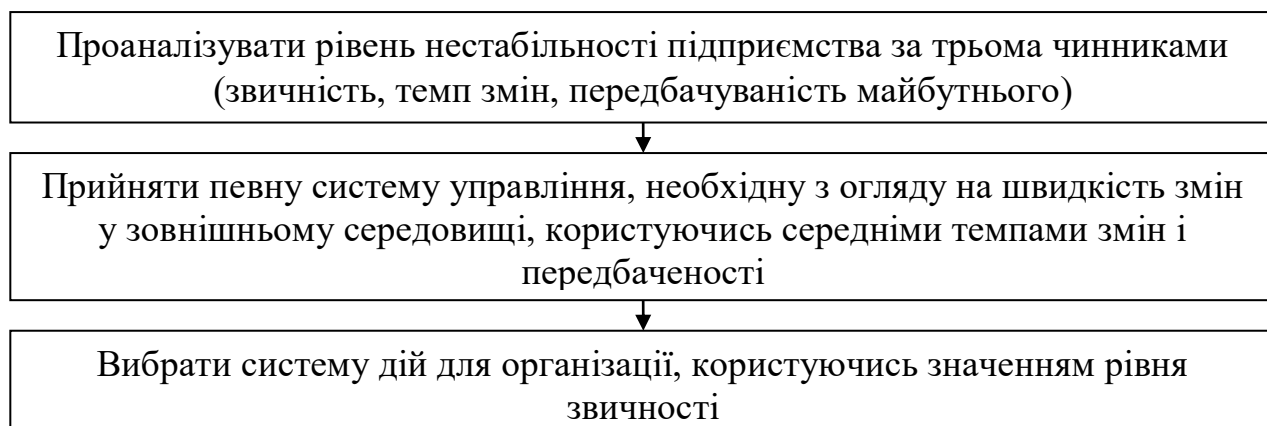 Проаналізувати рівень нестабільності підприємства за трьома чинниками
(звичність, темп змін, передбачуваність майбутнього)
Прийняти певну систему управління, необхідну з огляду на швидкість змін
у зовнішньому середовищі, користуючись середніми темпами змін і
передбаченості
Вибрати систему дій для організації, користуючись значенням рівня
звичності